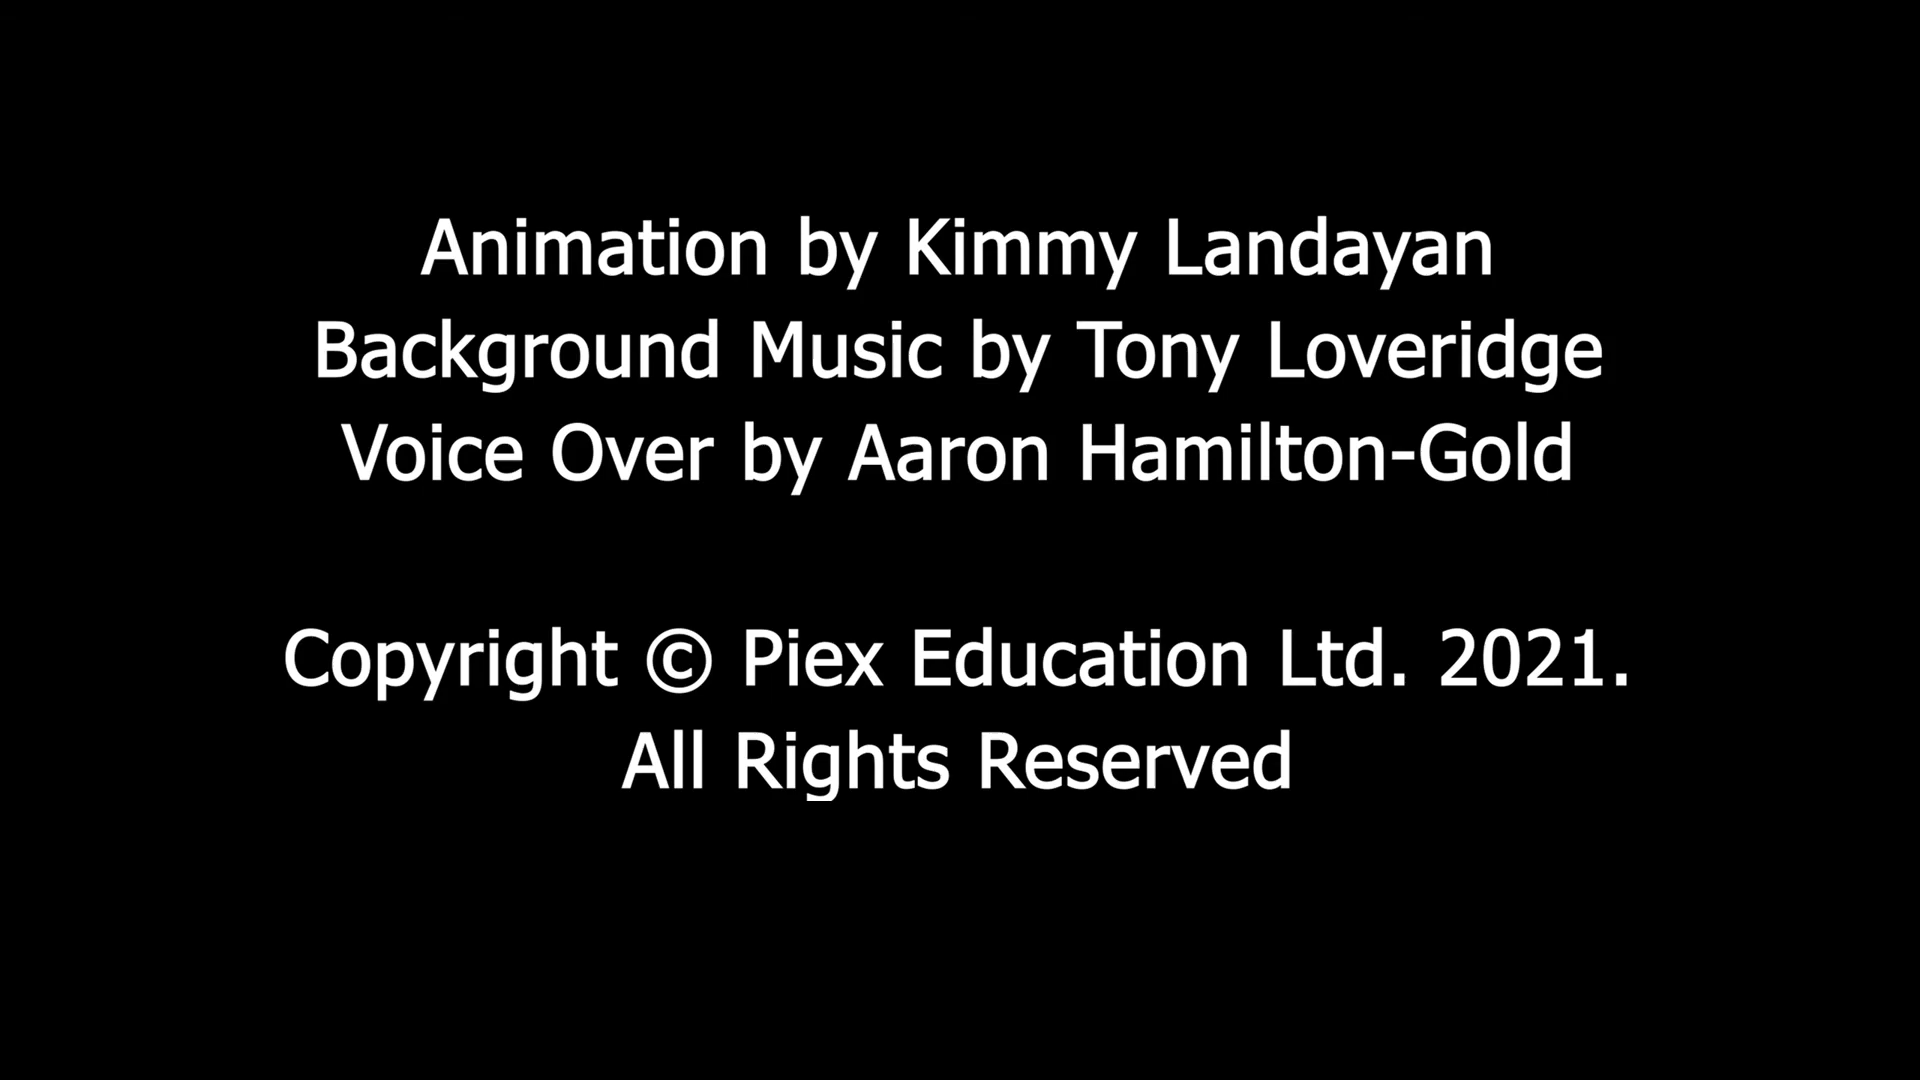 Animation by Kimmy Landayan
Background Music by Tony Loveridge
Voice Over by Aaron Hamilton-Gold
Copyright © Piex Education Ltd. 2021.
All Rights Reserved